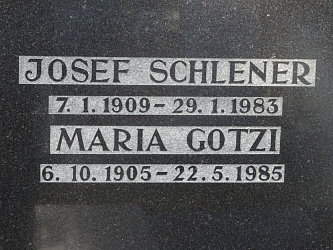 JOSEF SCHLENER
7. 1. 1909 – 29. 1. 1983
MARIA GOTZI
6. 10. 1905 – 22. 5. 1985